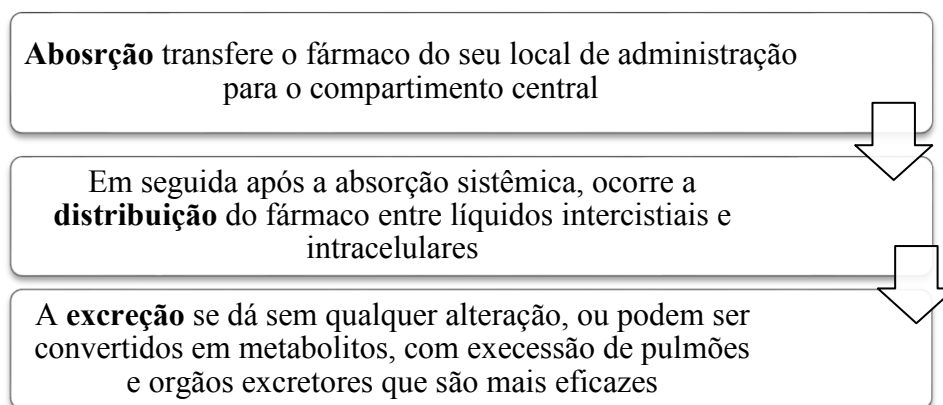 Abosrção transfere o fármaco do seu local de administração
para o compartimento central
Em seguida após a absorção sistêmica, ocorre a
distribuição do fármaco entre líquidos intercistiais e
intracelulares
A excreção se dá sem qualquer alteração, ou podem ser
convertidos em metabolitos, com execessão de pulmões
e orgãos excretores que são mais eficazes